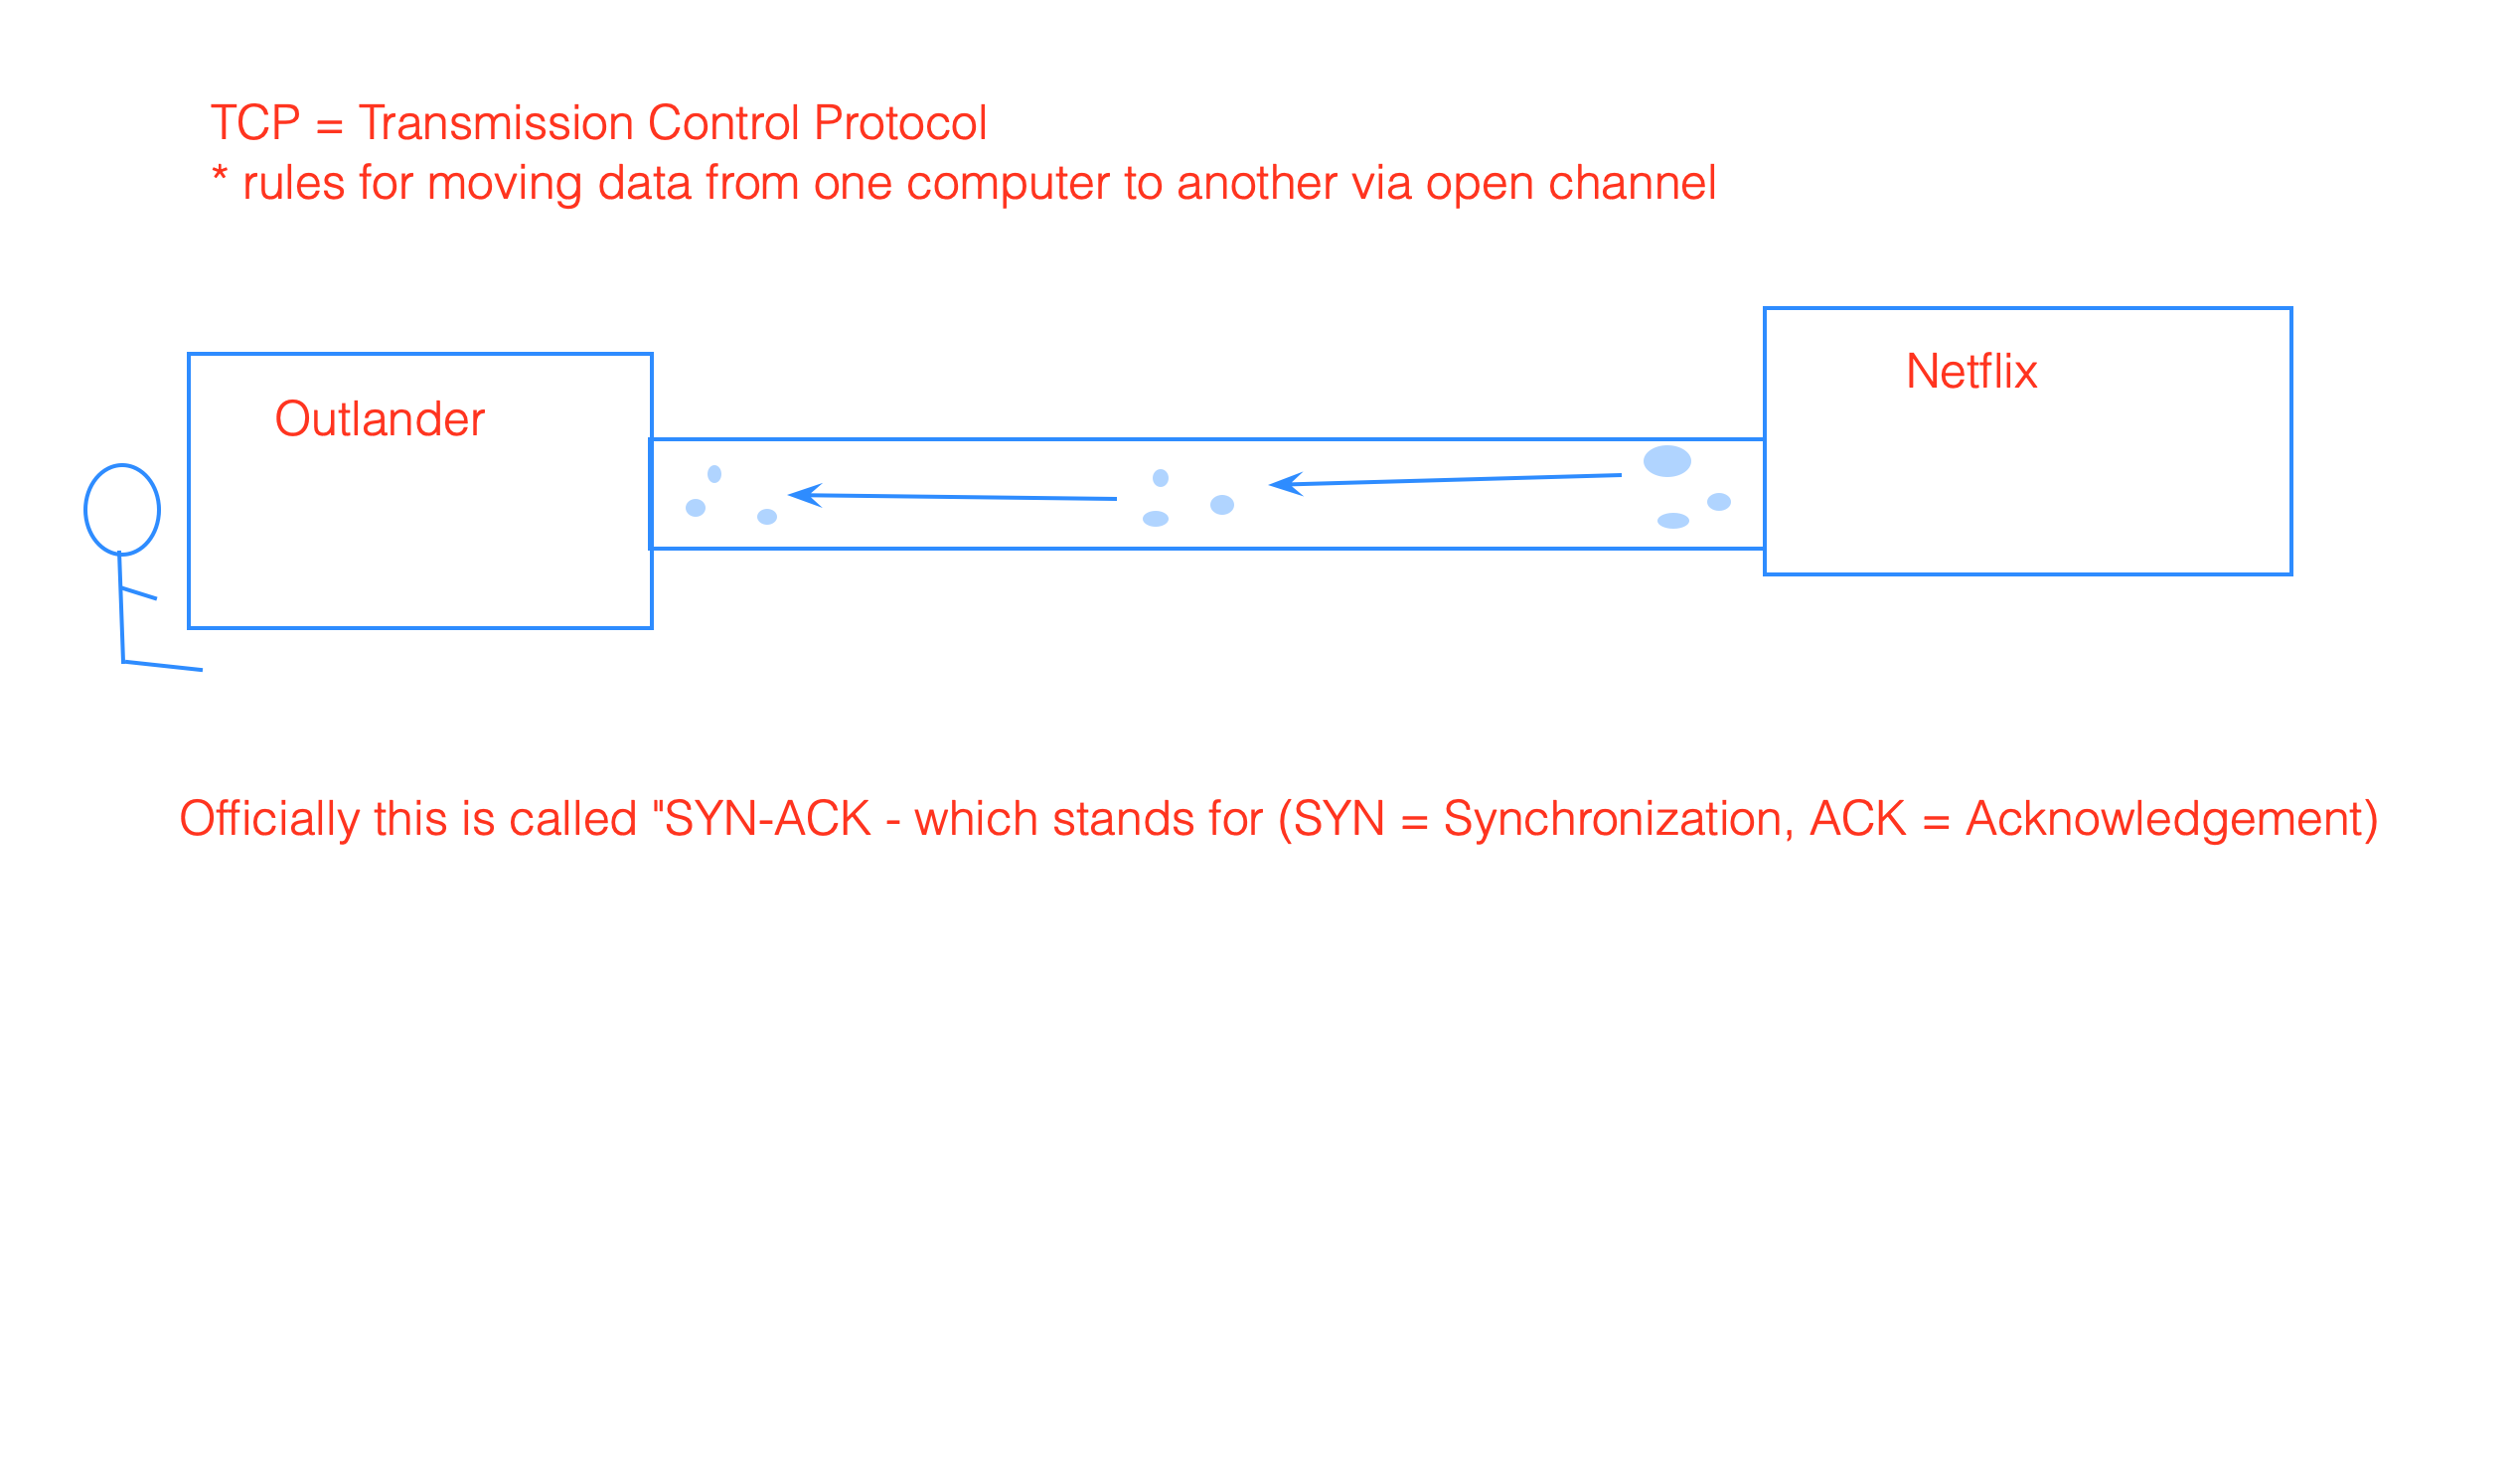 TCP = Transmission Control Protocol
* rules for moving data from one computer to another via open channel
Netflix
Outlander
Officially this is called "SYN-ACK - which stands for (SYN = Synchronization, ACK = Acknowledgement)